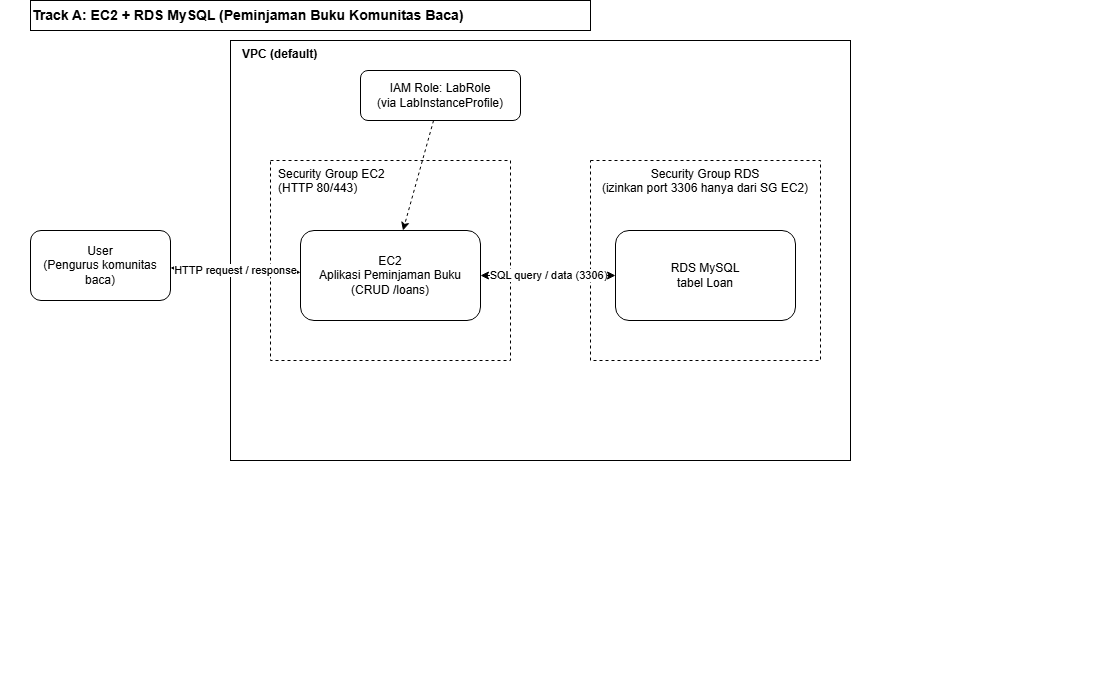 Track A: EC2 + RDS MySQL (Peminjaman Buku Komunitas Baca)
VPC (default)
IAM Role: LabRole
(via LabInstanceProfile)
Security Group EC2
(HTTP 80/443)
Security Group RDS
(izinkan port 3306 hanya dari SG EC2)
User
(Pengurus komunitas
baca)
HTTP request / response
EC2
Aplikasi Peminjaman Buku
(CRUD /loans)
SQL query / data (3306)
RDS MySQL
tabel Loan